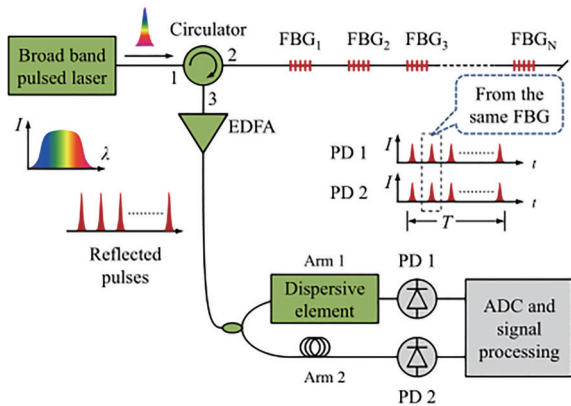 Circulator
Broad band
pulsed laser
1
2
3
FBG1
FBG2
FBG3
FBGN
EDFA
From the
same FBG
I
λ
PD 1
I
t
PD 2
I
t
T
Reflected
pulses
Arm 1
Dispersive
element
PD 1
ADC and
signal
processing
Arm 2
PD 2